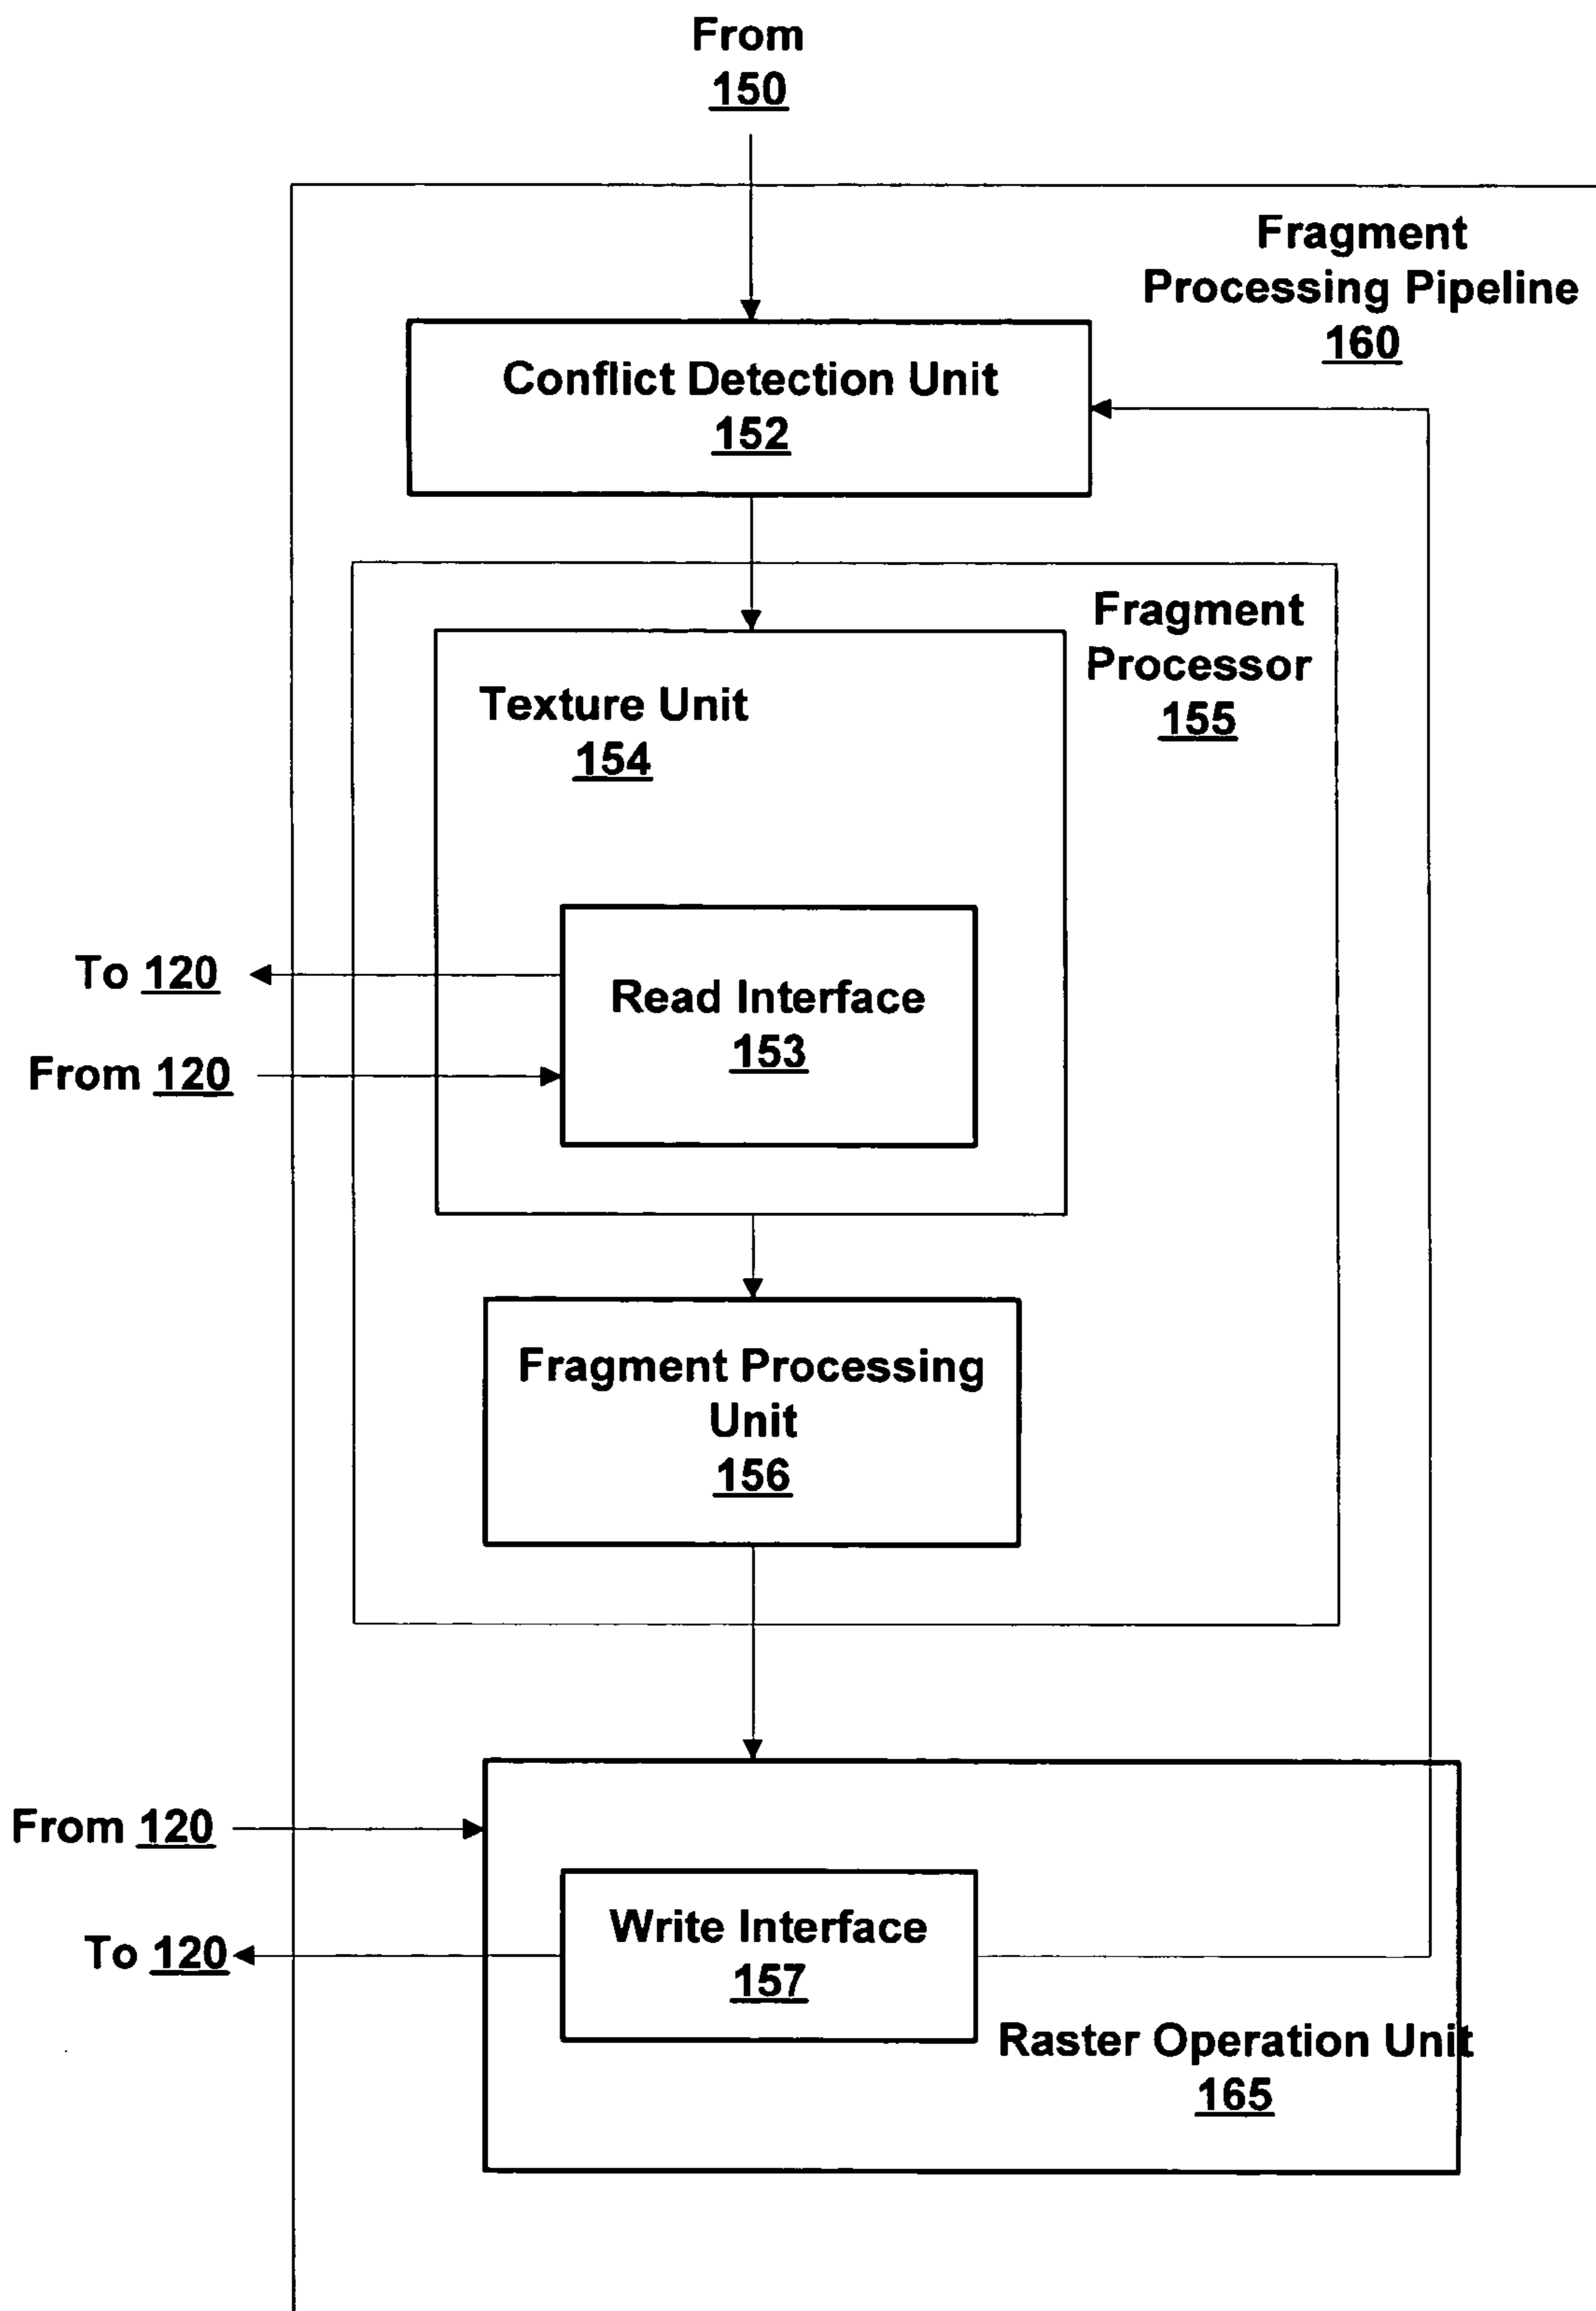 From
150
Fragment
Processing Pipeline
160
Conflict Detection Unit
152
Fragment
Processor
155
Texture Unit
154
To 120
Read Interface
153
From 120
Fragment Processing
Unit
156
From 120
Write Interface
157
To 120
Raster Operation Unit
165